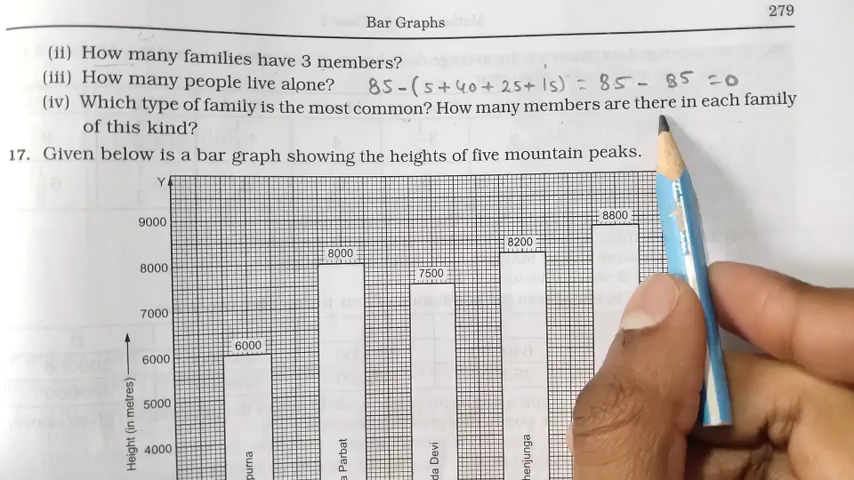 Bar Graphs
279
(ii) How many families have 3 members?
(iii) How many people live alone? 85-(5+40+25+15) = 85 - 85 =0
(iv) Which type of family is the most common? How many members are there in each family
of this kind?
17. Given below is a bar graph showing the heights of five mountain peaks.
Y
9000
8000
7000
6000
5000
4000
Height (in metres)
6000
8000
7500
8200
8800
purna
a Parbat
da Devi
henjunga